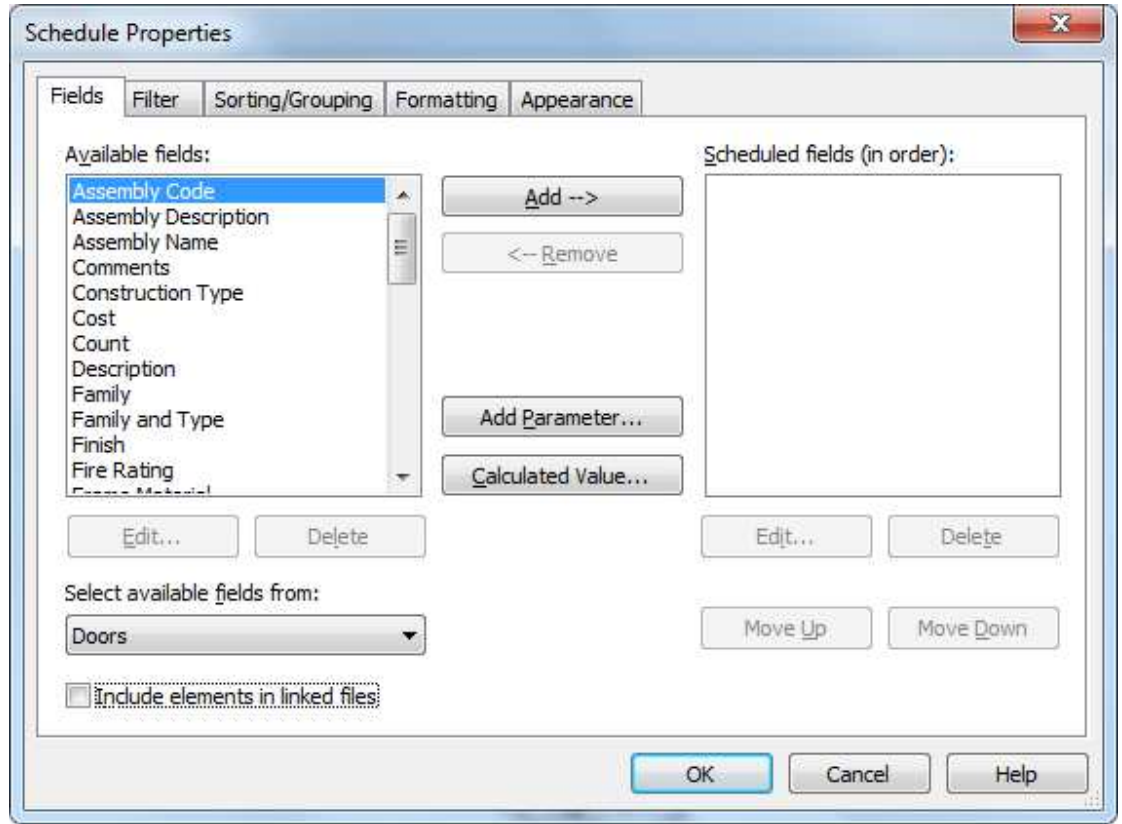 Schedule Properties
Fields Filter Sorting/Grouping Formatting Appearance
Available fields:
Assembly Code
Assembly Description
Assembly Name
Comments
Construction Type
Cost
Count
Description
Family
Family and Type
Finish
Fire Rating
Frame Material
Add -->
<-- Remove
Add Parameter...
Calculated Value...
Scheduled fields (in order):
Edit... Delete
Edit... Delete
Select available fields from:
Doors
Move Up Move Down
Include elements in linked files
OK Cancel Help